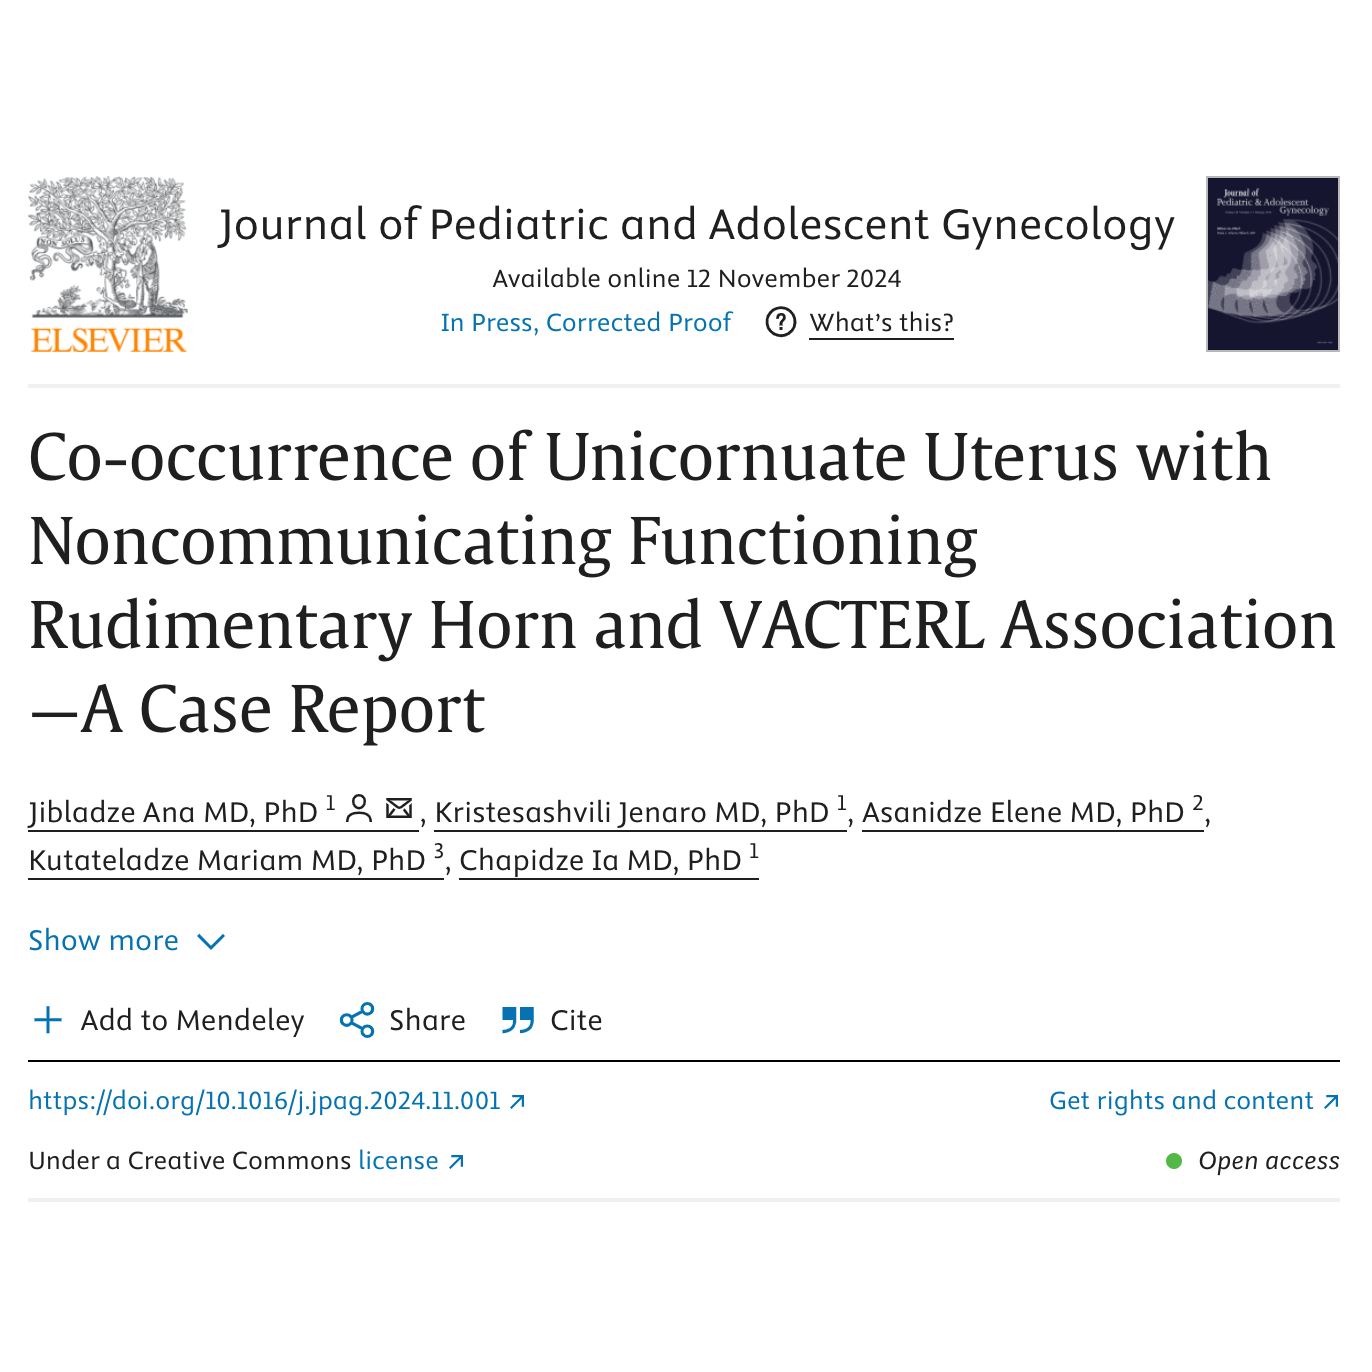 NON SOLUS
ELSEVIER
Journal of Pediatric and Adolescent Gynecology
Available online 12 November 2024
In Press, Corrected Proof ? What’s this?
Journal of
Pediatric & Adolescent
Gynecology
Co-occurrence of Unicornuate Uterus with
Noncommunicating Functioning
Rudimentary Horn and VACTERL Association
—A Case Report
Jibladze Ana MD, PhD 1, Kristesashvili Jenaro MD, PhD 1, Asanidze Elene MD, PhD 2,
Kutateladze Mariam MD, PhD 3, Chapidze Ia MD, PhD 1
Show more
Add to Mendeley Share Cite
https://doi.org/10.1016/j.jpag.2024.11.001 Get rights and content
Under a Creative Commons license Open access